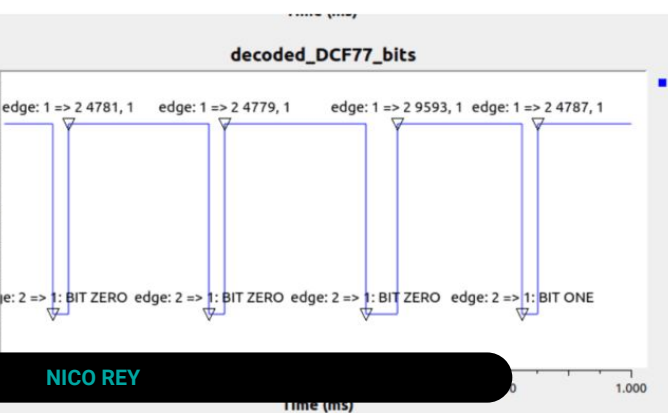 decoded_DCF77_bits
edge: 1 => 2 4781, 1 edge: 1 => 2 4779, 1 edge: 1 => 2 9593, 1 edge: 1 => 2 4787, 1
ge: 2 => 1: BIT ZERO edge: 2 => 1: BIT ZERO edge: 2 => 1: BIT ZERO edge: 2 => 1: BIT ONE
NICO REY
1.000
Time (ms)